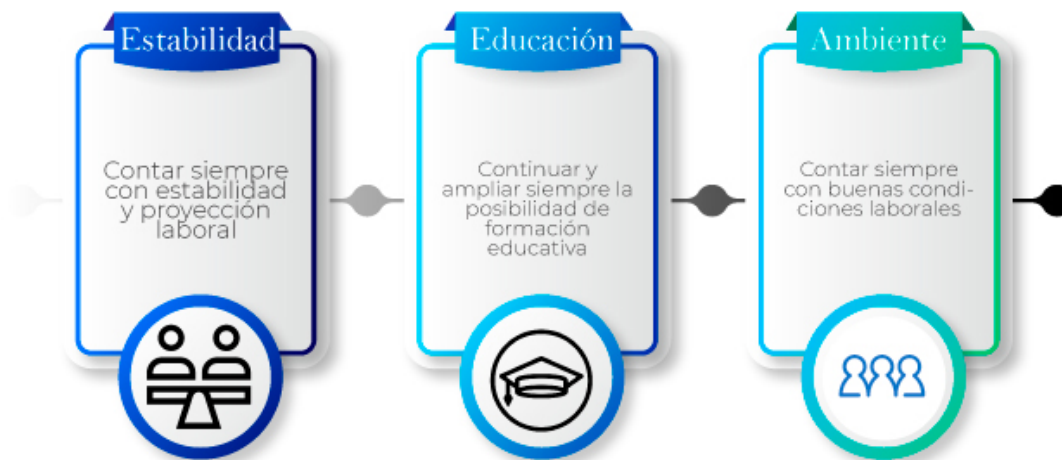 Estabilidad
Contar siempre
con estabilidad
y proyección
laboral
Educación
Continuar y
ampliar siempre la
posibilidad de
formación
educativa
Ambiente
Contar siempre
con buenas condi-
ciones laborales